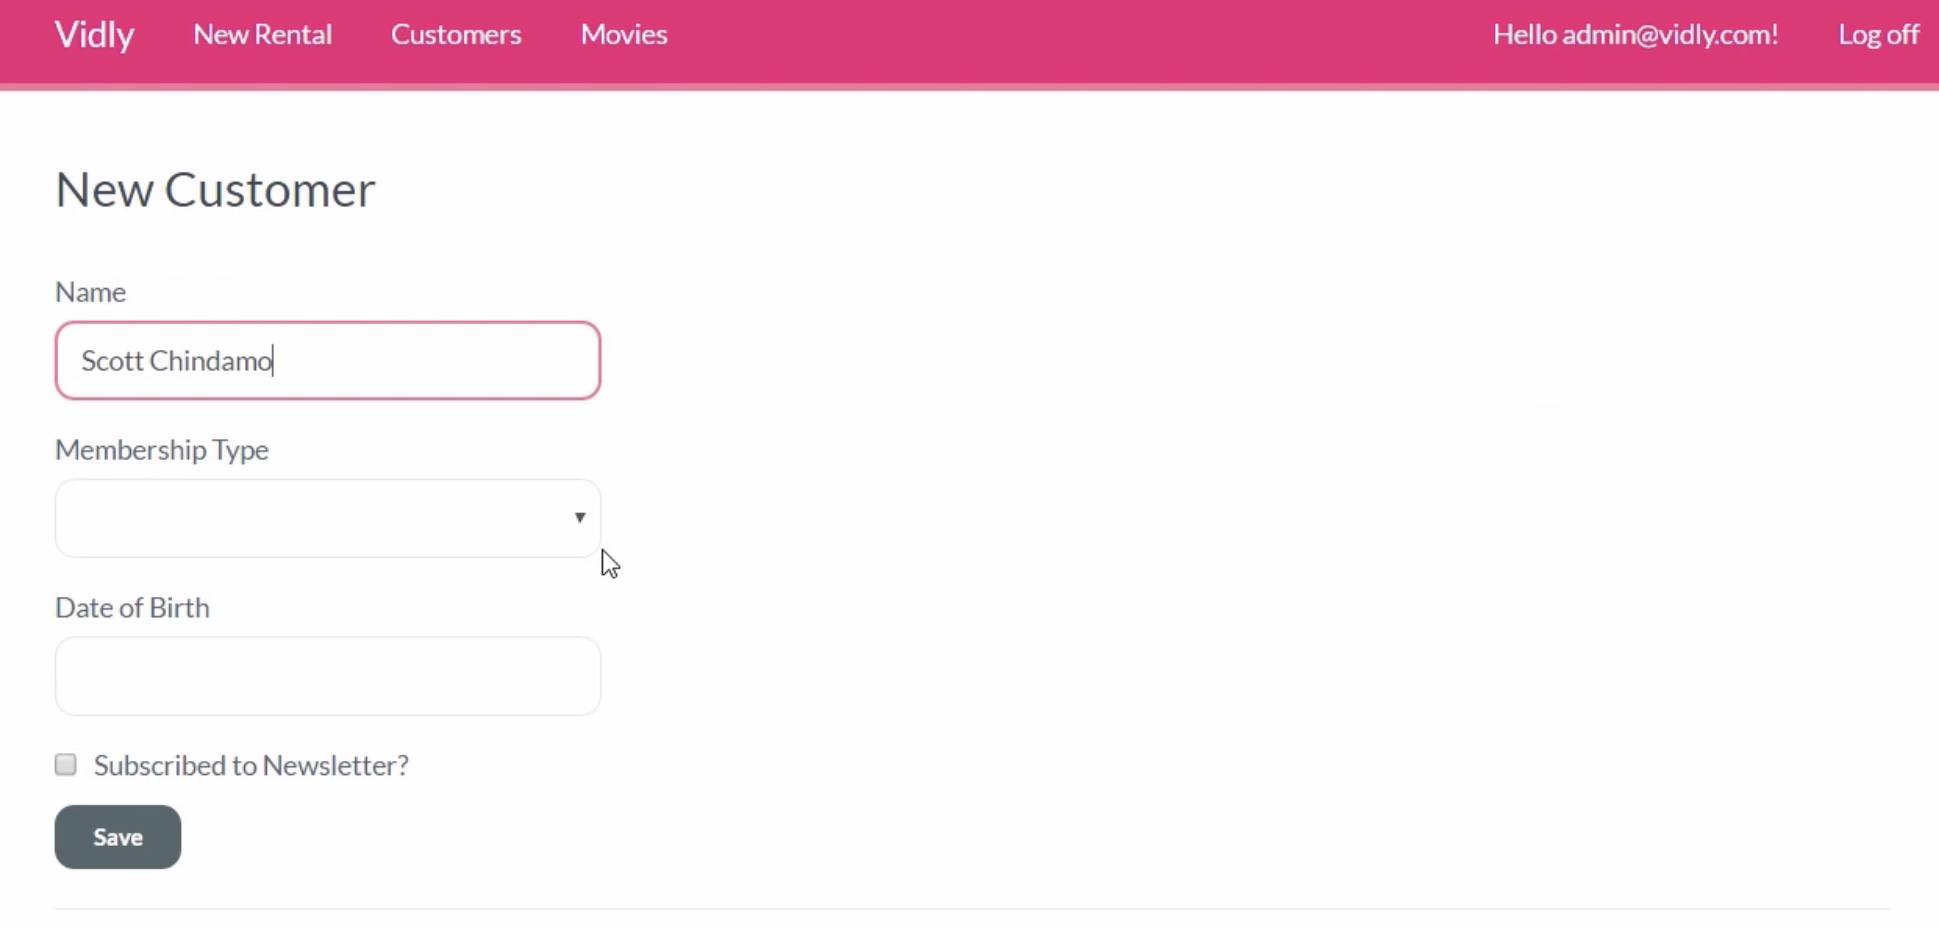 Vidly New Rental Customers Movies Hello admin@vidly.com! Log off
New Customer
Name
Scott Chindamo
Membership Type
Date of Birth
Subscribed to Newsletter?
Save